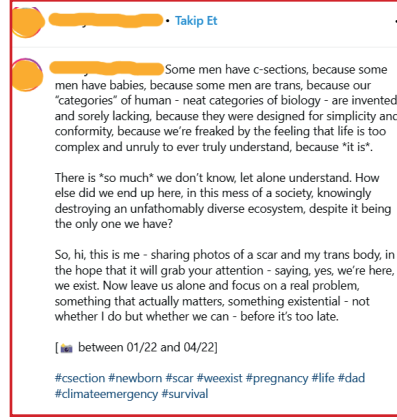 • Takip Et
Some men have c-sections, because some
men have babies, because some men are trans, because our
"categories" of human - neat categories of biology - are invented
and sorely lacking, because they were designed for simplicity and
conformity, because we're freaked by the feeling that life is too
complex and unruly to ever truly understand, because *it is*.
There is *so much* we don't know, let alone understand. How
else did we end up here, in this mess of a society, knowingly
destroying an unfathomably diverse ecosystem, despite it being
the only one we have?
So, hi, this is me - sharing photos of a scar and my trans body, in
the hope that it will grab your attention - saying, yes, we're here,
we exist. Now leave us alone and focus on a real problem,
something that actually matters, something existential - not
whether I do but whether we can - before it's too late.
[📸 between 01/22 and 04/22]
#csection #newborn #scar #weexist #pregnancy #life #dad
#climateemergency #survival